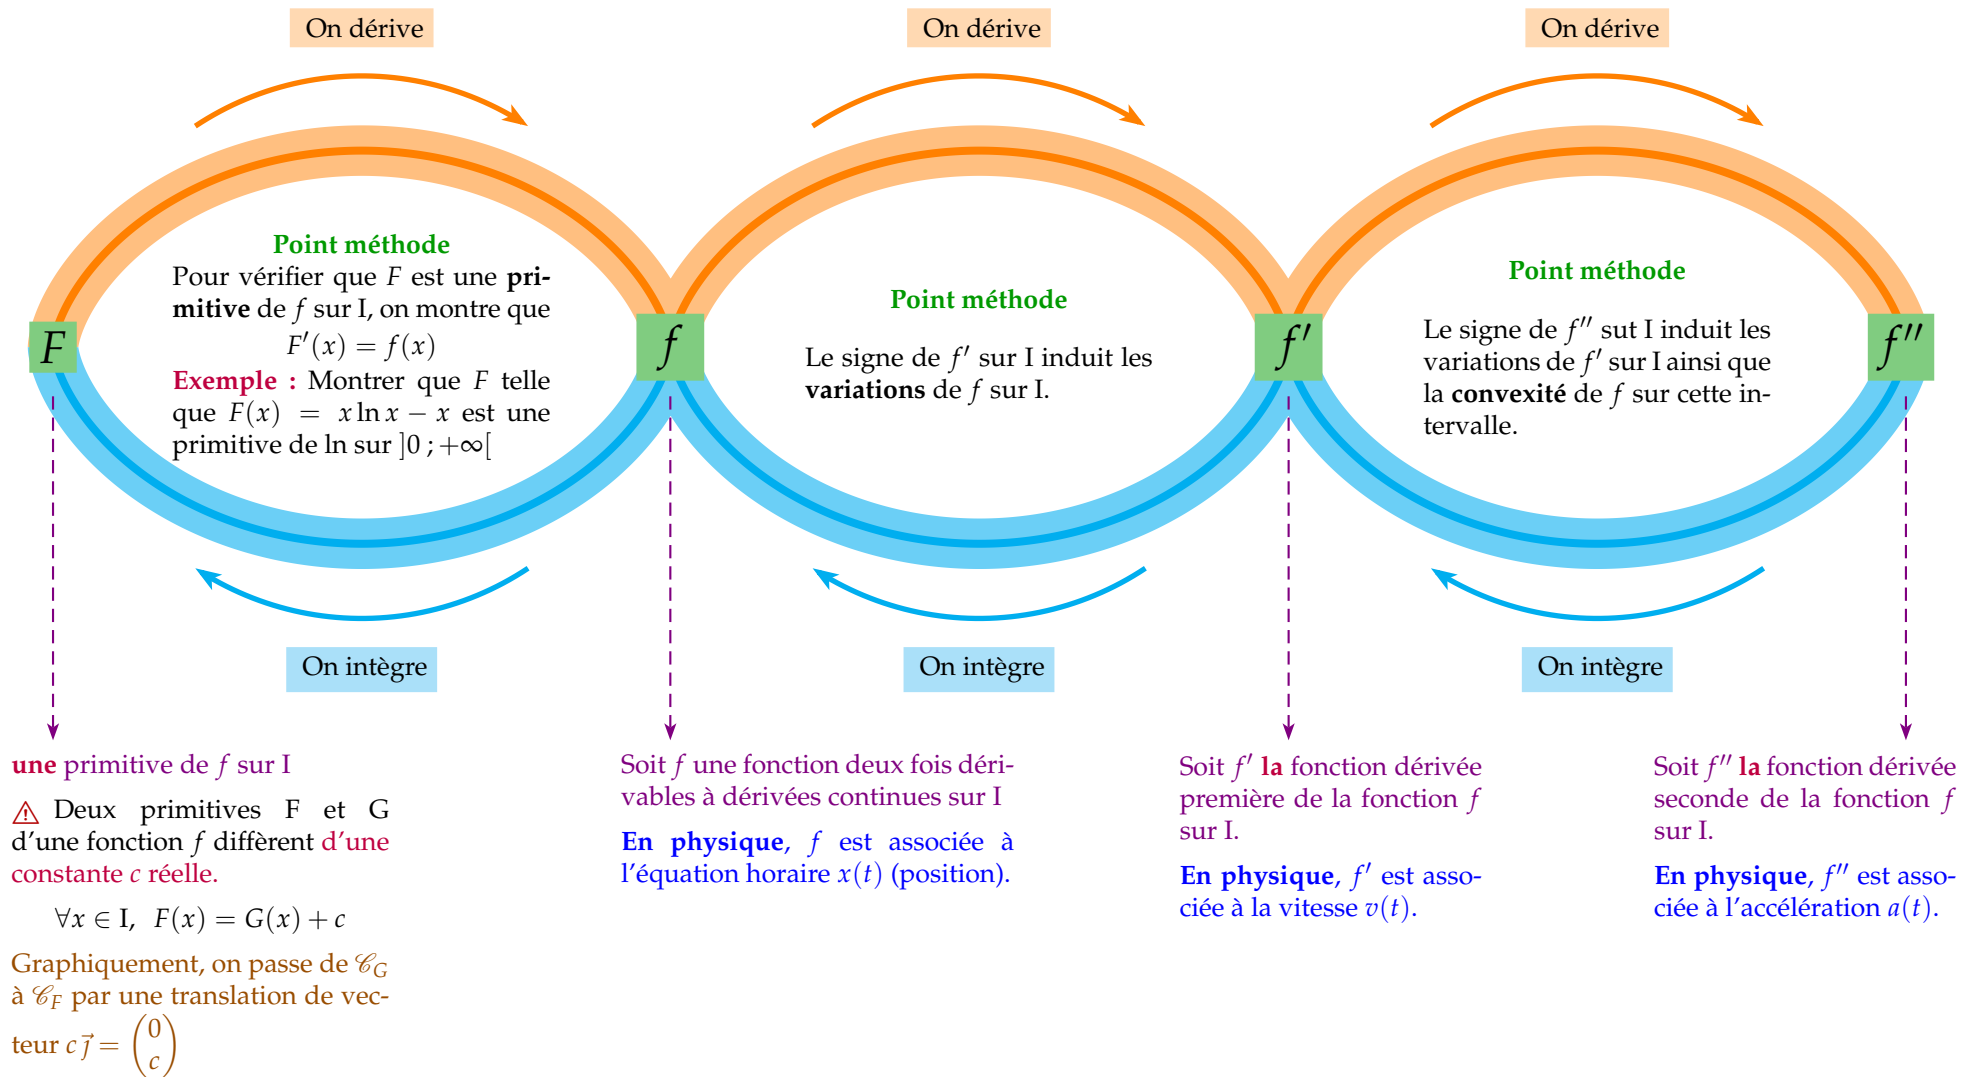 On dérive
On dérive
On dérive
F
Point méthode
Pour vérifier que F est une pri-
mitive de f sur I, on montre que
F′(x) = f(x)
Exemple : Montrer que F telle
que F(x) = x ln x − x est une
primitive de ln sur ]0 ; +∞[
f
Point méthode
Le signe de f′ sur I induit les
variations de f sur I.
f′
Point méthode
Le signe de f″ sut I induit les
variations de f′ sur I ainsi que
la convexité de f sur cette in-
tervalle.
f″
On intègre
On intègre
On intègre
une primitive de f sur I
⚠ Deux primitives F et G
d'une fonction f diffèrent d'une
constante c réelle.
∀x ∈ I, F(x) = G(x) + c
Graphiquement, on passe de 𝒞_G
à 𝒞_F par une translation de vec-
teur c j⃗ = (0
c)
Soit f une fonction deux fois déri-
vables à dérivées continues sur I
En physique, f est associée à
l'équation horaire x(t) (position).
Soit f′ la fonction dérivée
première de la fonction f
sur I.
En physique, f′ est asso-
ciée à la vitesse v(t).
Soit f″ la fonction dérivée
seconde de la fonction f
sur I.
En physique, f″ est asso-
ciée à l'accélération a(t).